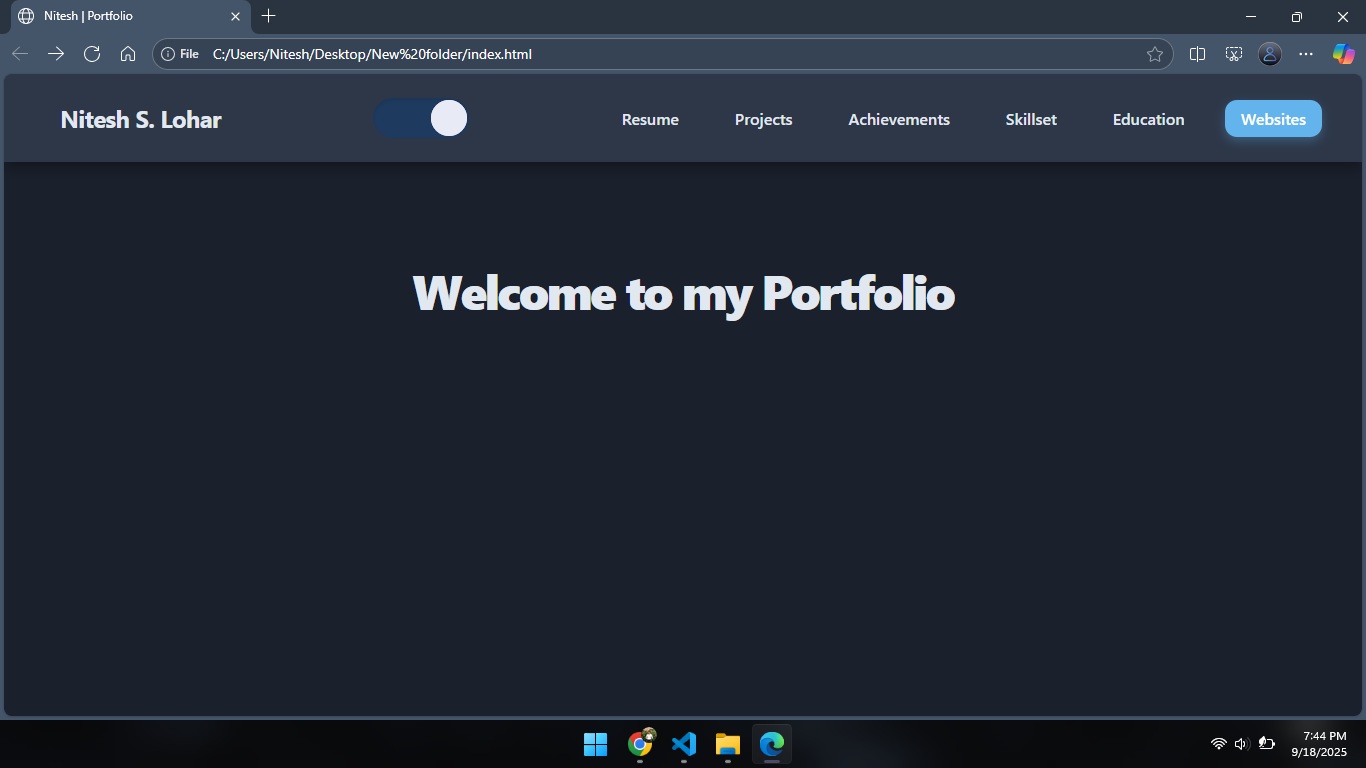 Nitesh | Portfolio
File C:/Users/Nitesh/Desktop/New%20folder/index.html
Nitesh S. Lohar Resume Projects Achievements Skillset Education Websites
Welcome to my Portfolio
7:44 PM
9/18/2025